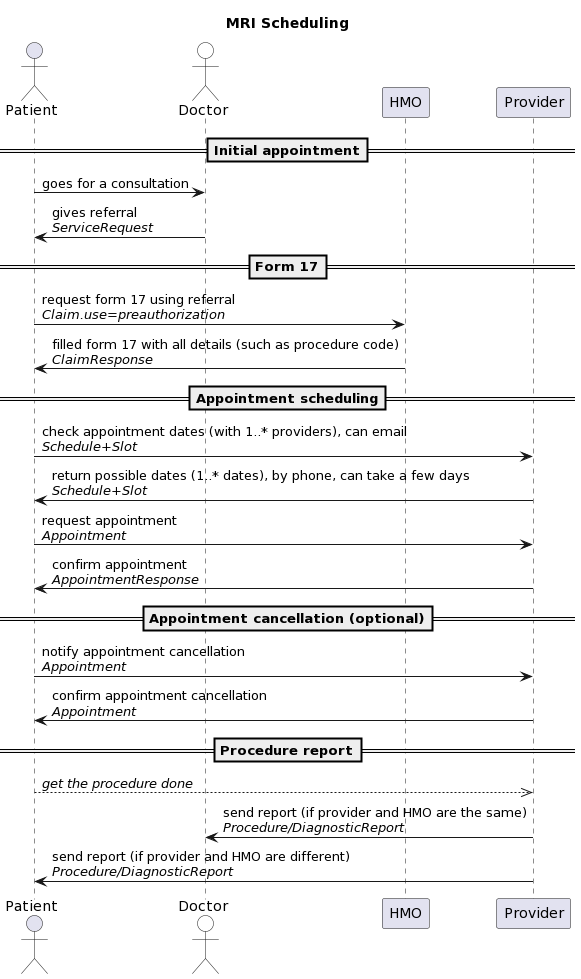 MRI Scheduling
Patient
Doctor
HMO
Provider
Initial appointment
goes for a consultation
gives referral
ServiceRequest
Form 17
request form 17 using referral
Claim.use=preauthorization
filled form 17 with all details (such as procedure code)
ClaimResponse
Appointment scheduling
check appointment dates (with 1..* providers), can email
Schedule+Slot
return possible dates (1..* dates), by phone, can take a few days
Schedule+Slot
request appointment
Appointment
confirm appointment
AppointmentResponse
Appointment cancellation (optional)
notify appointment cancellation
Appointment
confirm appointment cancellation
Appointment
Procedure report
get the procedure done
send report (if provider and HMO are the same)
Procedure/DiagnosticReport
send report (if provider and HMO are different)
Procedure/DiagnosticReport
Patient
Doctor
HMO
Provider